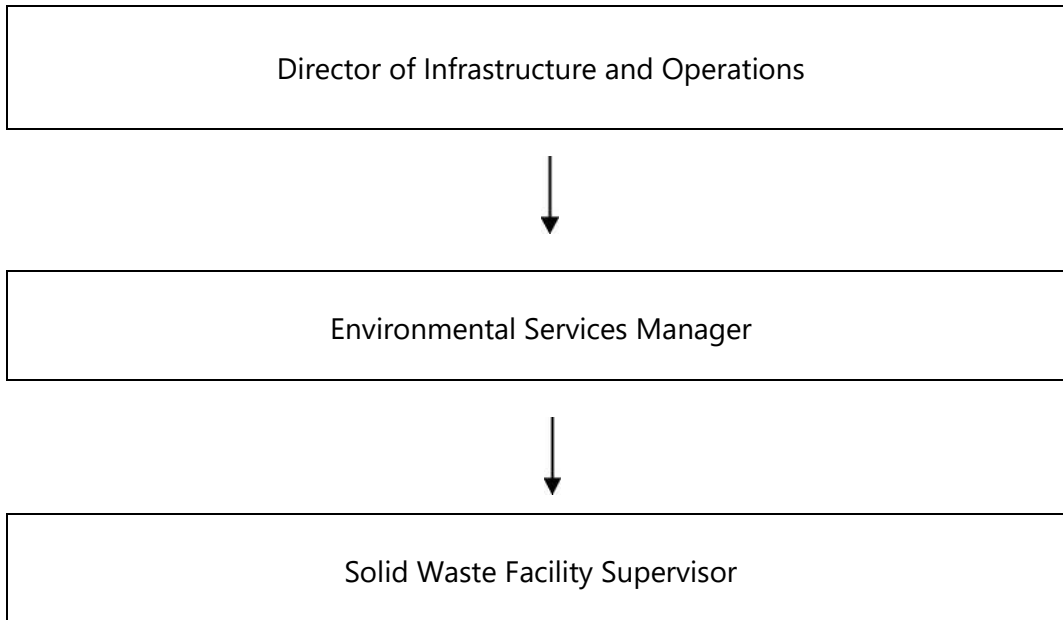 Director of Infrastructure and Operations
Environmental Services Manager
Solid Waste Facility Supervisor